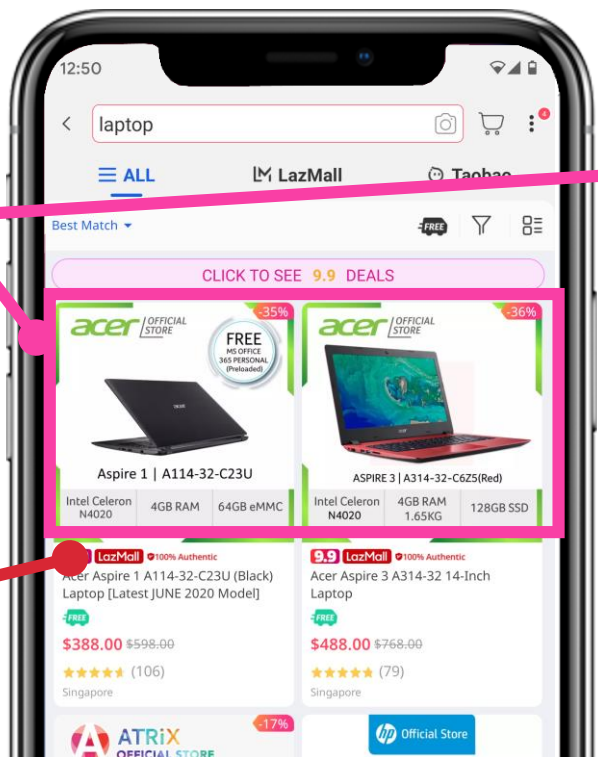 12:50
laptop
4
ALL
LazMall
Taobao
Best Match
FREE
CLICK TO SEE 9.9 DEALS
acer OFFICIAL STORE
-35%
FREE
MS OFFICE
365 PERSONAL
(Preloaded)
acer
Aspire 1 | A114-32-C23U
Intel Celeron
N4020
4GB RAM
64GB eMMC
acer OFFICIAL STORE
-36%
ASPIRE 3 | A314-32-C6Z5(Red)
Intel Celeron
N4020
4GB RAM
1.65KG
128GB SSD
LazMall 100% Authentic
Acer Aspire 1 A114-32-C23U (Black)
Laptop [Latest JUNE 2020 Model]
FREE
$388.00 $598.00
(106)
Singapore
9.9 LazMall 100% Authentic
Acer Aspire 3 A314-32 14-Inch
Laptop
FREE
$488.00 $768.00
(79)
Singapore
-17%
ATRiX
OFFICIAL STORE
hp Official Store